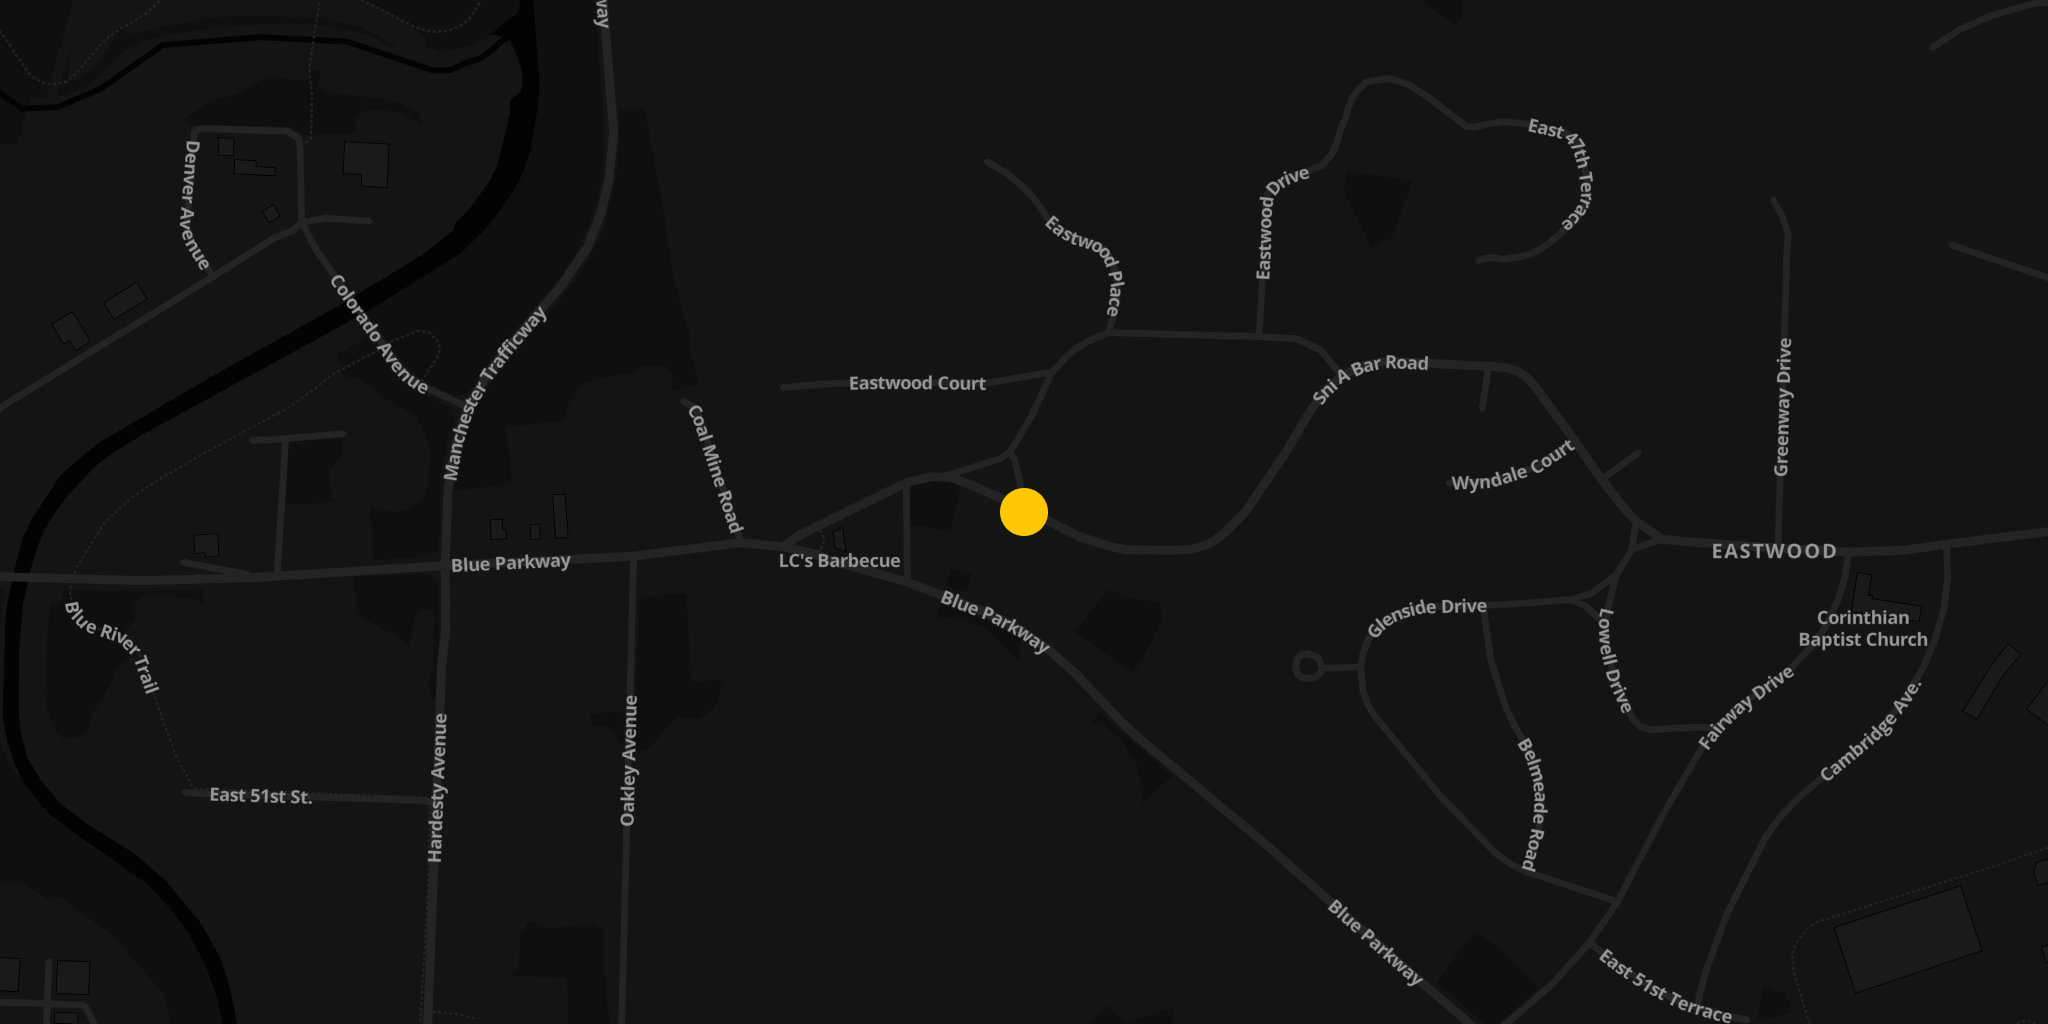 way
East 47th Terrace
Denver Avenue
Eastwood Drive
Eastwood Place
Colorado Avenue
Manchester Trafficway
Sni A Bar Road
Eastwood Court
Greenway Drive
Coal Mine Road
Wyndale Court
EASTWOOD
Blue Parkway
LC's Barbecue
Blue Parkway
Glenside Drive
Blue River Trail
Lowell Drive
Corinthian
Baptist Church
Fairway Drive
Cambridge Ave.
Oakley Avenue
Hardesty Avenue
Belmeade Road
East 51st St.
Blue Parkway
East 51st Terrace